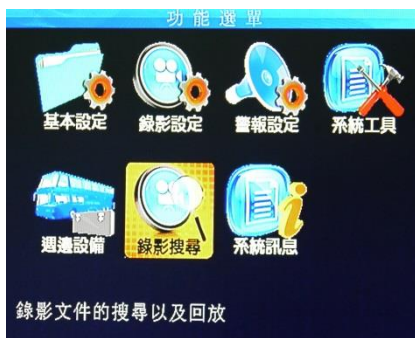 功能選單
基本設定 錄影設定 警報設定 系統工具
週邊設備 錄影搜尋 系統訊息
錄影文件的搜尋以及回放